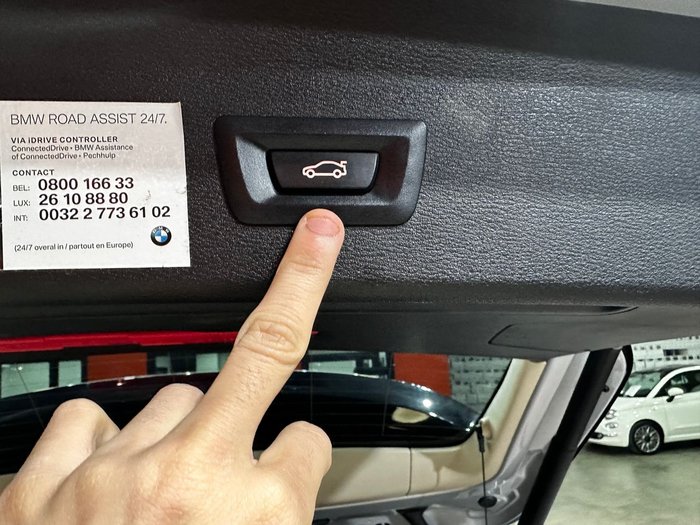 BMW ROAD ASSIST 24/7.
VIA iDRIVE CONTROLLER
ConnectedDrive • BMW Assistance
of ConnectedDrive • Pechhulp
CONTACT
BEL: 0800 166 33
LUX: 26 10 88 80
INT: 0032 2 773 61 02
(24/7 overal in / partout en Europe)